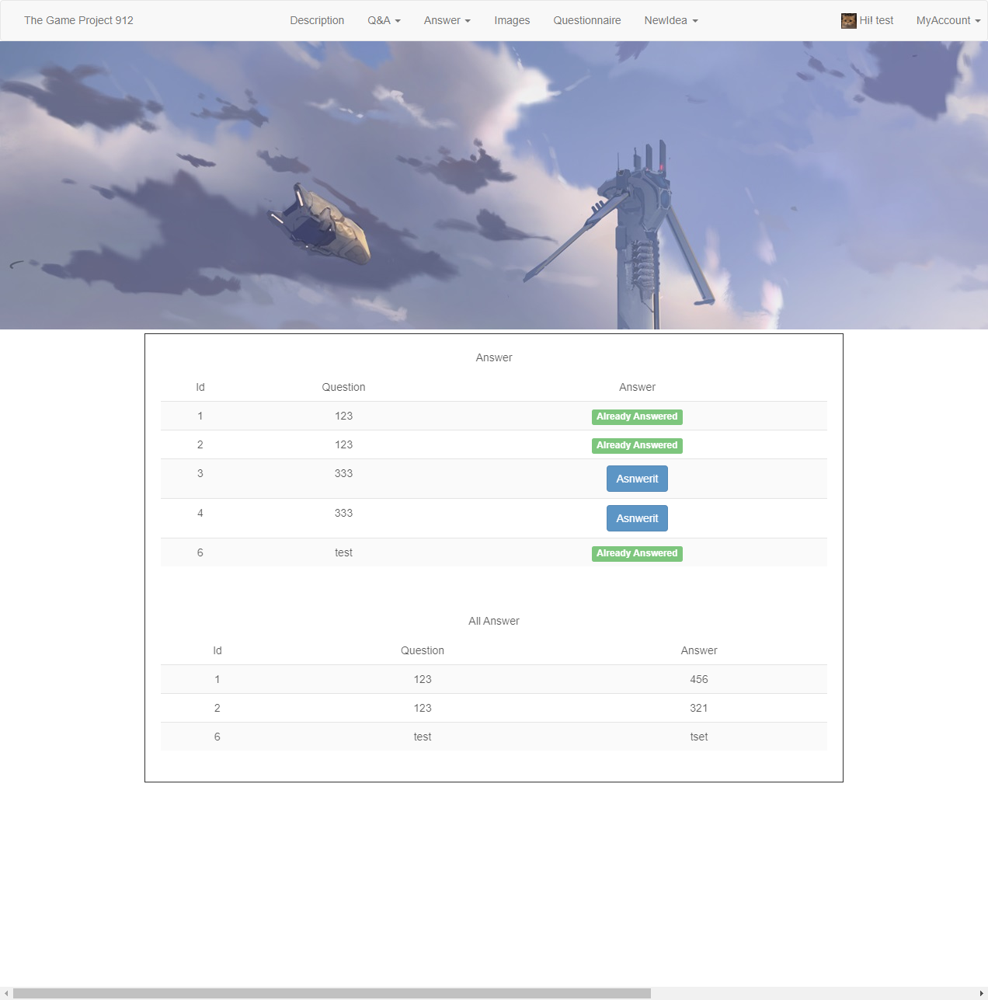 The Game Project 912 Description Q&A Answer Images Questionnaire NewIdea Hi! test MyAccount
Answer
Id Question Answer
1 123 Already Answered
2 123 Already Answered
3 333 Asnwerit
4 333 Asnwerit
6 test Already Answered
All Answer
Id Question Answer
1 123 456
2 123 321
6 test tset